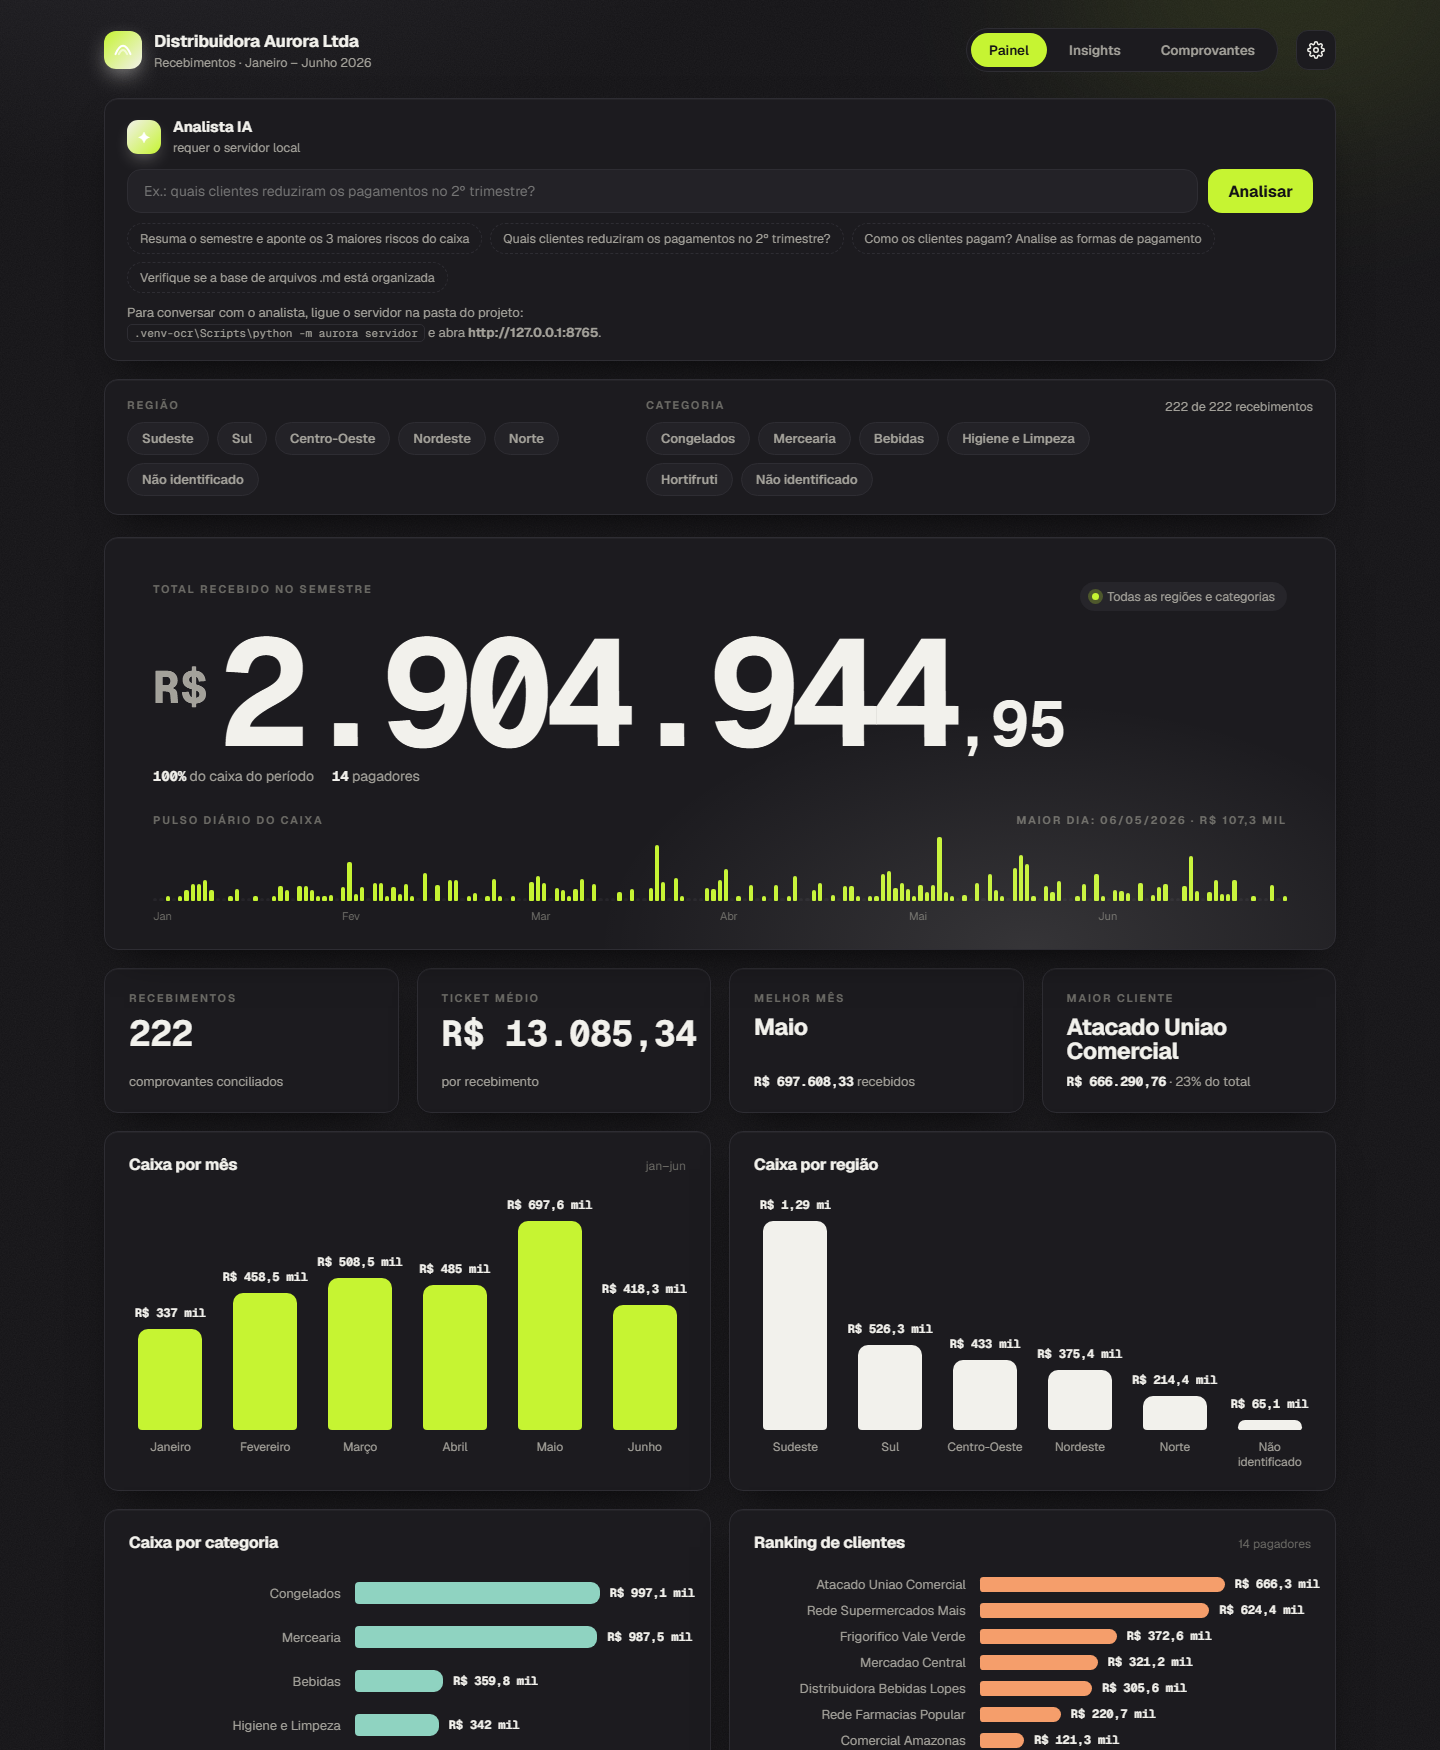 Distribuidora Aurora Ltda
Recebimentos · Janeiro – Junho 2026
Painel
Insights
Comprovantes
Analista IA
requer o servidor local
Ex.: quais clientes reduziram os pagamentos no 2º trimestre?
Analisar
Resuma o semestre e aponte os 3 maiores riscos do caixa
Quais clientes reduziram os pagamentos no 2º trimestre?
Como os clientes pagam? Analise as formas de pagamento
Verifique se a base de arquivos .md está organizada
Para conversar com o analista, ligue o servidor na pasta do projeto:
.venv-ocr\Scripts\python -m aurora servidor e abra http://127.0.0.1:8765.
REGIÃO
Sudeste
Sul
Centro-Oeste
Nordeste
Norte
Não identificado
CATEGORIA
Congelados
Mercearia
Bebidas
Higiene e Limpeza
Hortifruti
Não identificado
222 de 222 recebimentos
TOTAL RECEBIDO NO SEMESTRE
Todas as regiões e categorias
R$ 2.904.944,95
100% do caixa do período 14 pagadores
PULSO DIÁRIO DO CAIXA
MAIOR DIA: 06/05/2026 · R$ 107,3 MIL
Jan
Fev
Mar
Abr
Mai
Jun
RECEBIMENTOS
222
comprovantes conciliados
TICKET MÉDIO
R$ 13.085,34
por recebimento
MELHOR MÊS
Maio
R$ 697.608,33 recebidos
MAIOR CLIENTE
Atacado Uniao
Comercial
R$ 666.290,76 · 23% do total
Caixa por mês
jan–jun
R$ 337 mil
R$ 458,5 mil
R$ 508,5 mil
R$ 485 mil
R$ 697,6 mil
R$ 418,3 mil
Janeiro
Fevereiro
Março
Abril
Maio
Junho
Caixa por região
R$ 1,29 mi
R$ 526,3 mil
R$ 433 mil
R$ 375,4 mil
R$ 214,4 mil
R$ 65,1 mil
Sudeste
Sul
Centro-Oeste
Nordeste
Norte
Não
identificado
Caixa por categoria
Congelados R$ 997,1 mil
Mercearia R$ 987,5 mil
Bebidas R$ 359,8 mil
Higiene e Limpeza R$ 342 mil
Ranking de clientes
14 pagadores
Atacado Uniao Comercial R$ 666,3 mil
Rede Supermercados Mais R$ 624,4 mil
Frigorifico Vale Verde R$ 372,6 mil
Mercadao Central R$ 321,2 mil
Distribuidora Bebidas Lopes R$ 305,6 mil
Rede Farmacias Popular R$ 220,7 mil
Comercial Amazonas R$ 121,3 mil